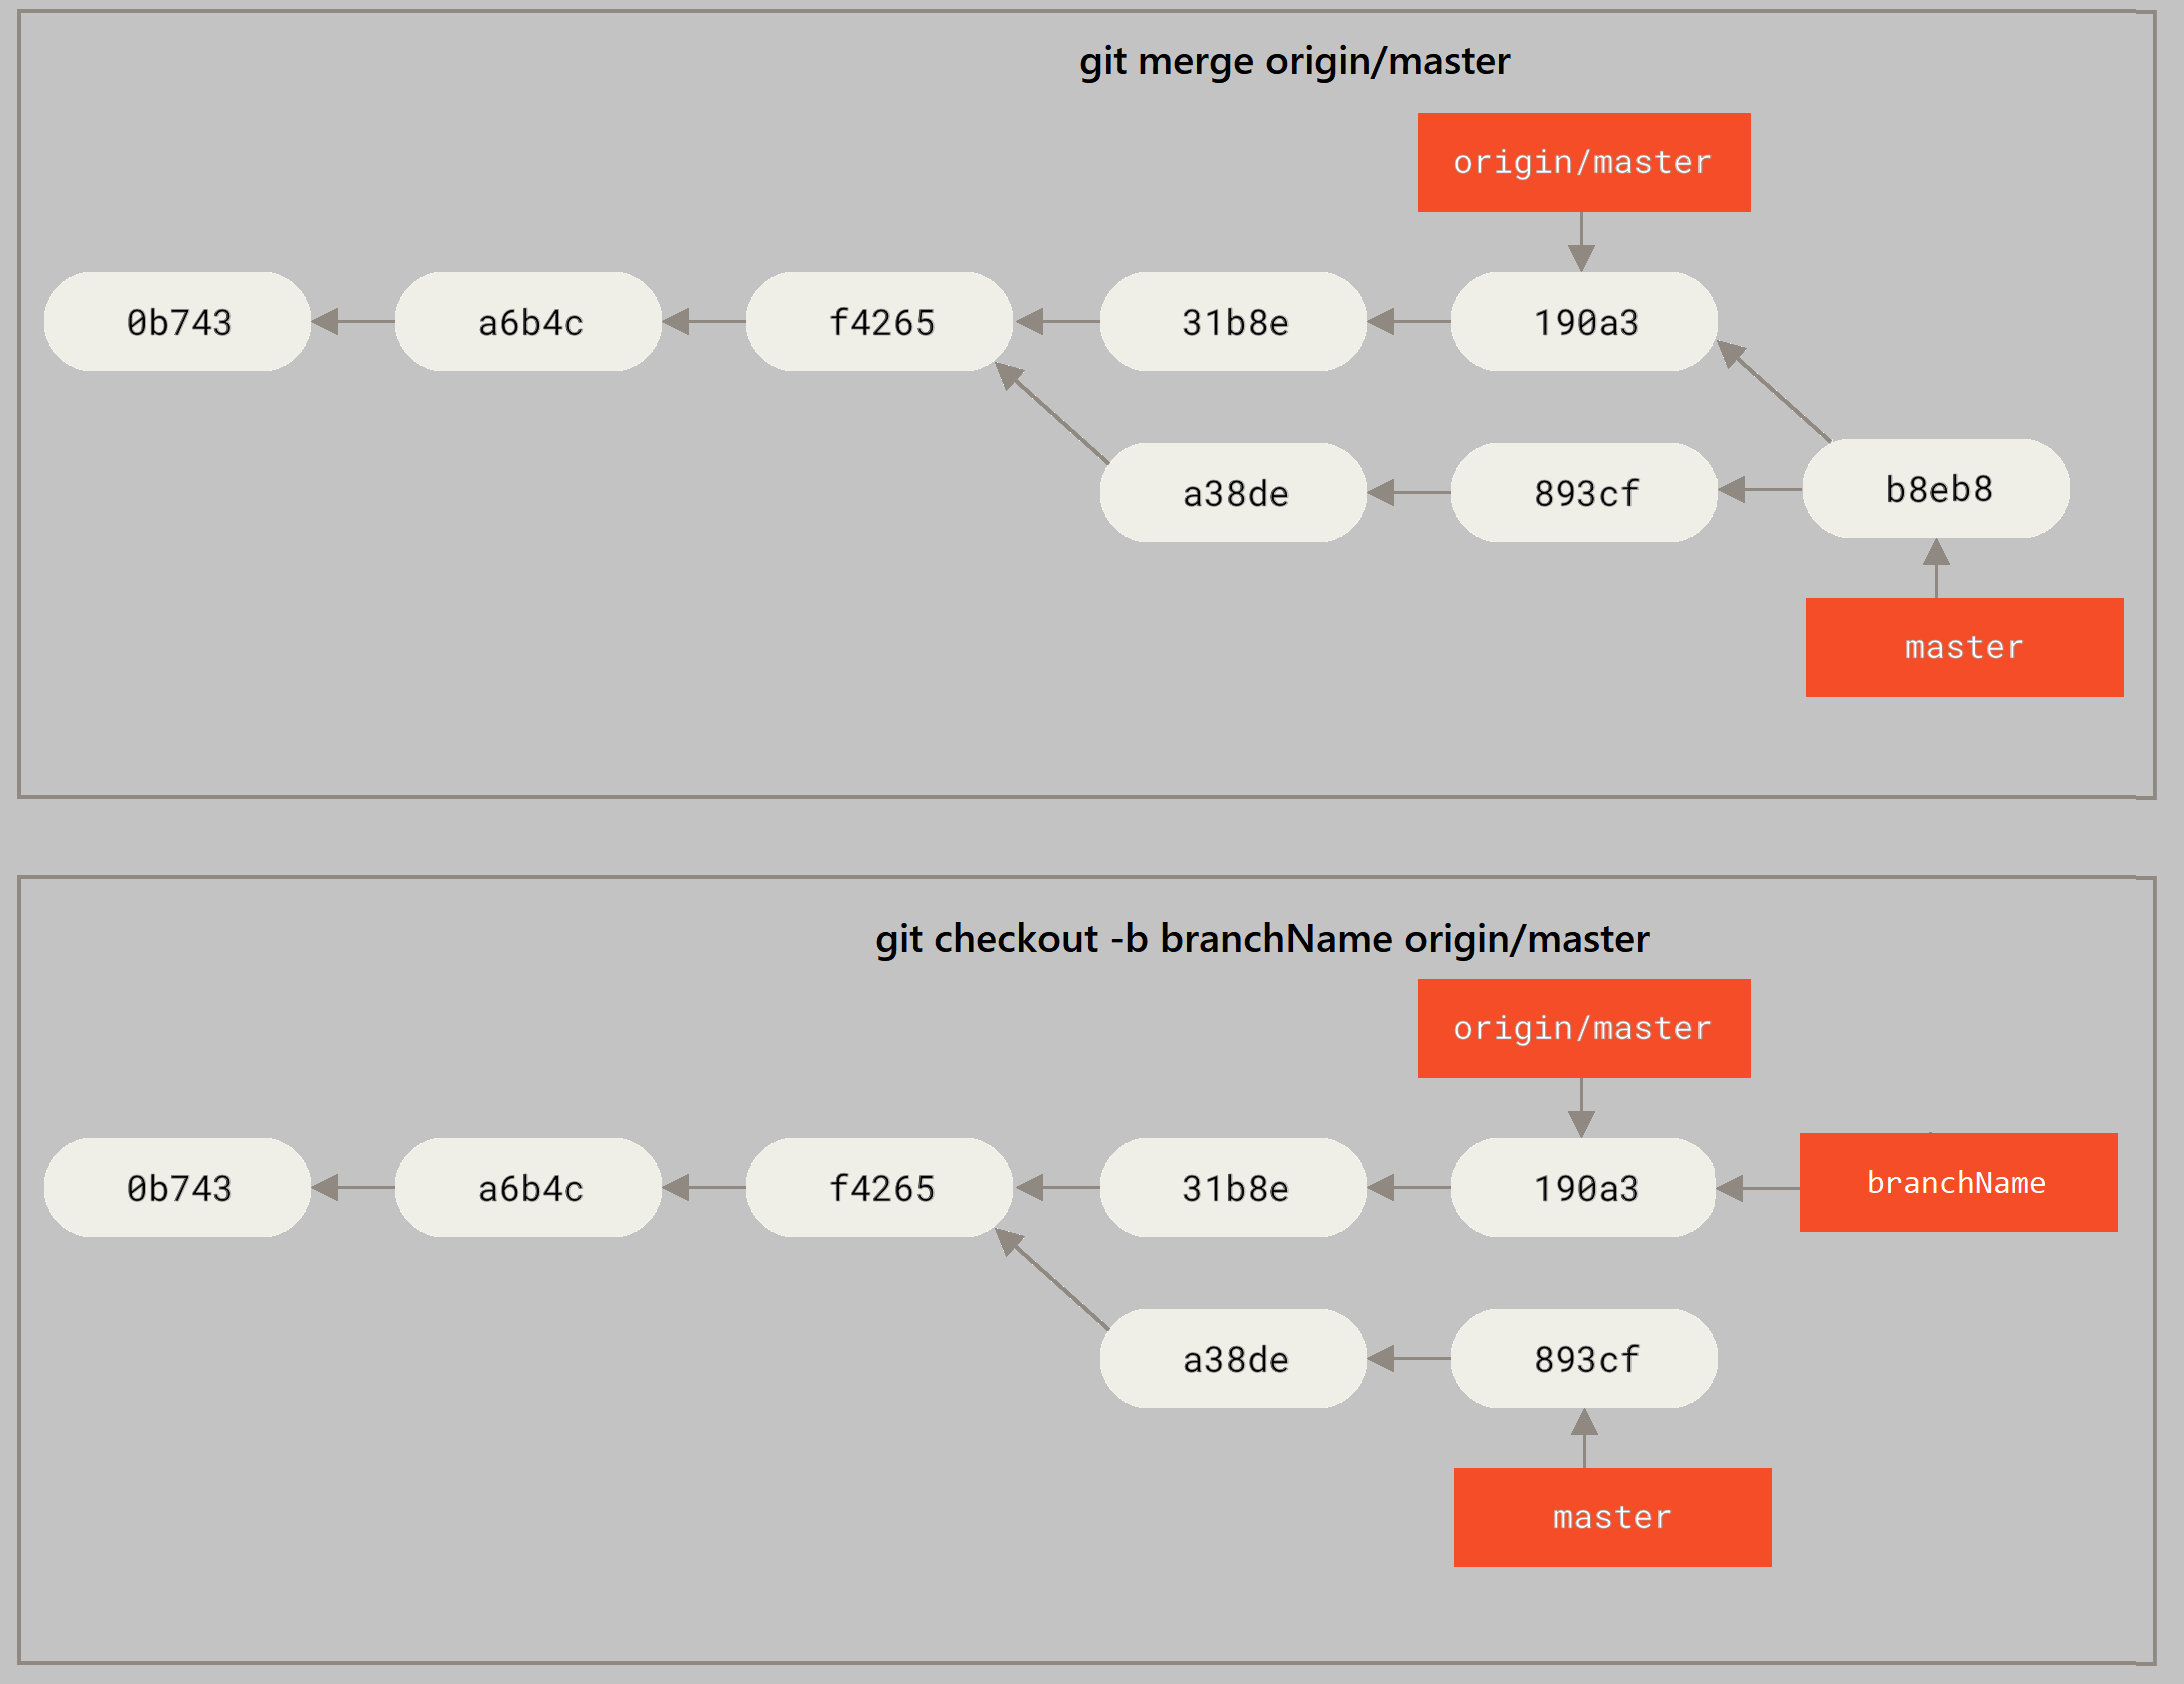 git merge origin/master
origin/master
0b743 a6b4c f4265 31b8e 190a3
a38de 893cf b8eb8
master
git checkout -b branchName origin/master
origin/master
0b743 a6b4c f4265 31b8e 190a3 branchName
a38de 893cf
master